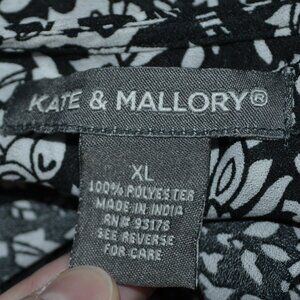 KATE & MALLORY®
XL
100% POLYESTER
MADE IN INDIA
RN# 93178
SEE REVERSE
FOR CARE